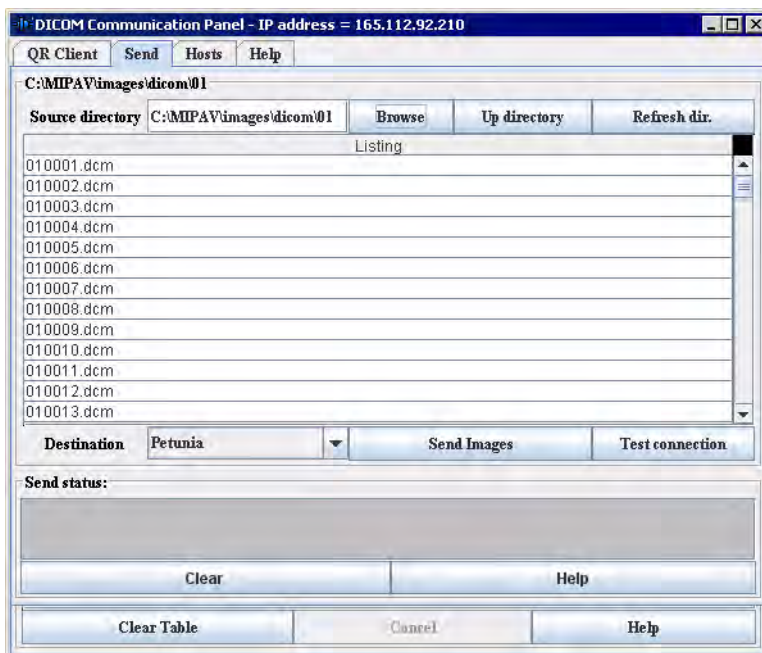 DICOM Communication Panel - IP address = 165.112.92.210
QR Client Send Hosts Help
C:\MIPAV\images\dicom\01
Source directory C:\MIPAV\images\dicom\01 Browse Up directory Refresh dir.
Listing
010001.dcm
010002.dcm
010003.dcm
010004.dcm
010005.dcm
010006.dcm
010007.dcm
010008.dcm
010009.dcm
010010.dcm
010011.dcm
010012.dcm
010013.dcm
Destination Petunia Send Images Test connection
Send status:
Clear Help
Clear Table Cancel Help